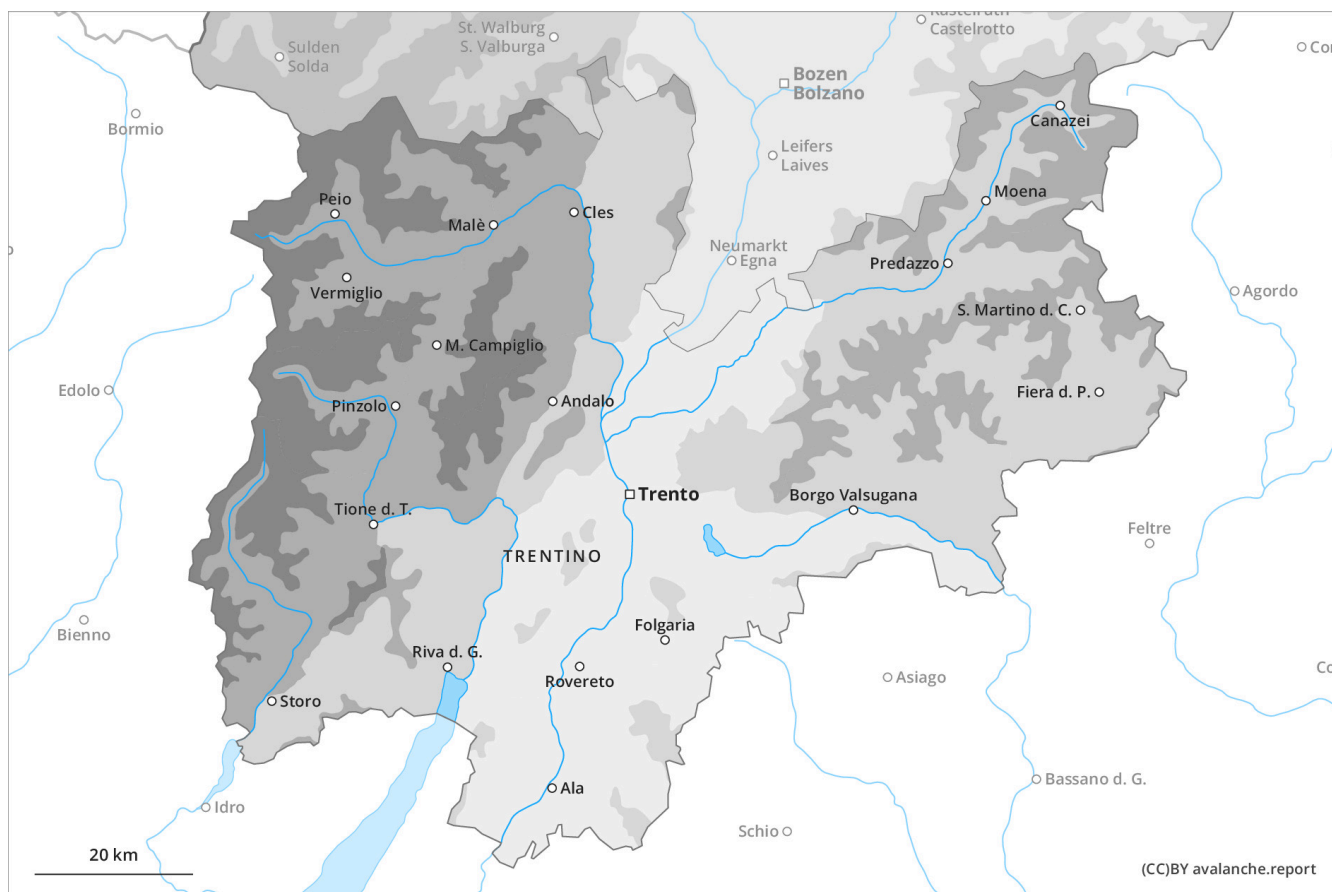 Kastelruth
Castelrotto
St. Walburg
S. Valburga
Sulden
Solda
Bozen
Bolzano
Bormio
Canazei
Leifers
Laives
Moena
Peio
Malè
Cles
Neumarkt
Egna
Predazzo
Vermiglio
Agordo
S. Martino d. C.
M. Campiglio
Edolo
Fiera d. P.
Pinzolo
Andalo
Trento
Borgo Valsugana
Tione d. T.
Feltre
TRENTINO
Bienno
Folgaria
Riva d. G.
Rovereto
Asiago
Storo
Bassano d. G.
Ala
Idro
Schio
20 km
(CC)BY avalanche.report